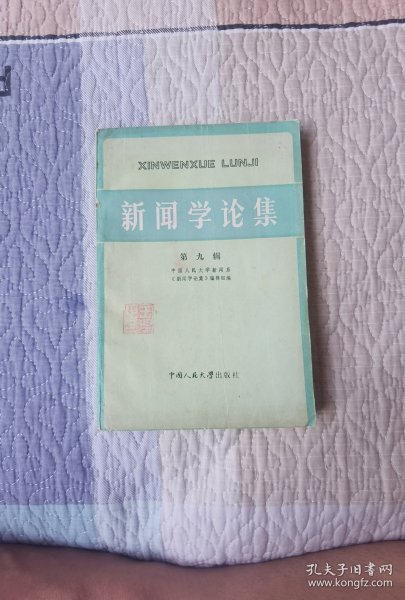 XINWENXUE LUNJI
新闻学论集
第九辑
中国人民大学新闻系
《新闻学论集》编辑组编
中国人民大学出版社
孔夫子旧书网
www.kongfz.com